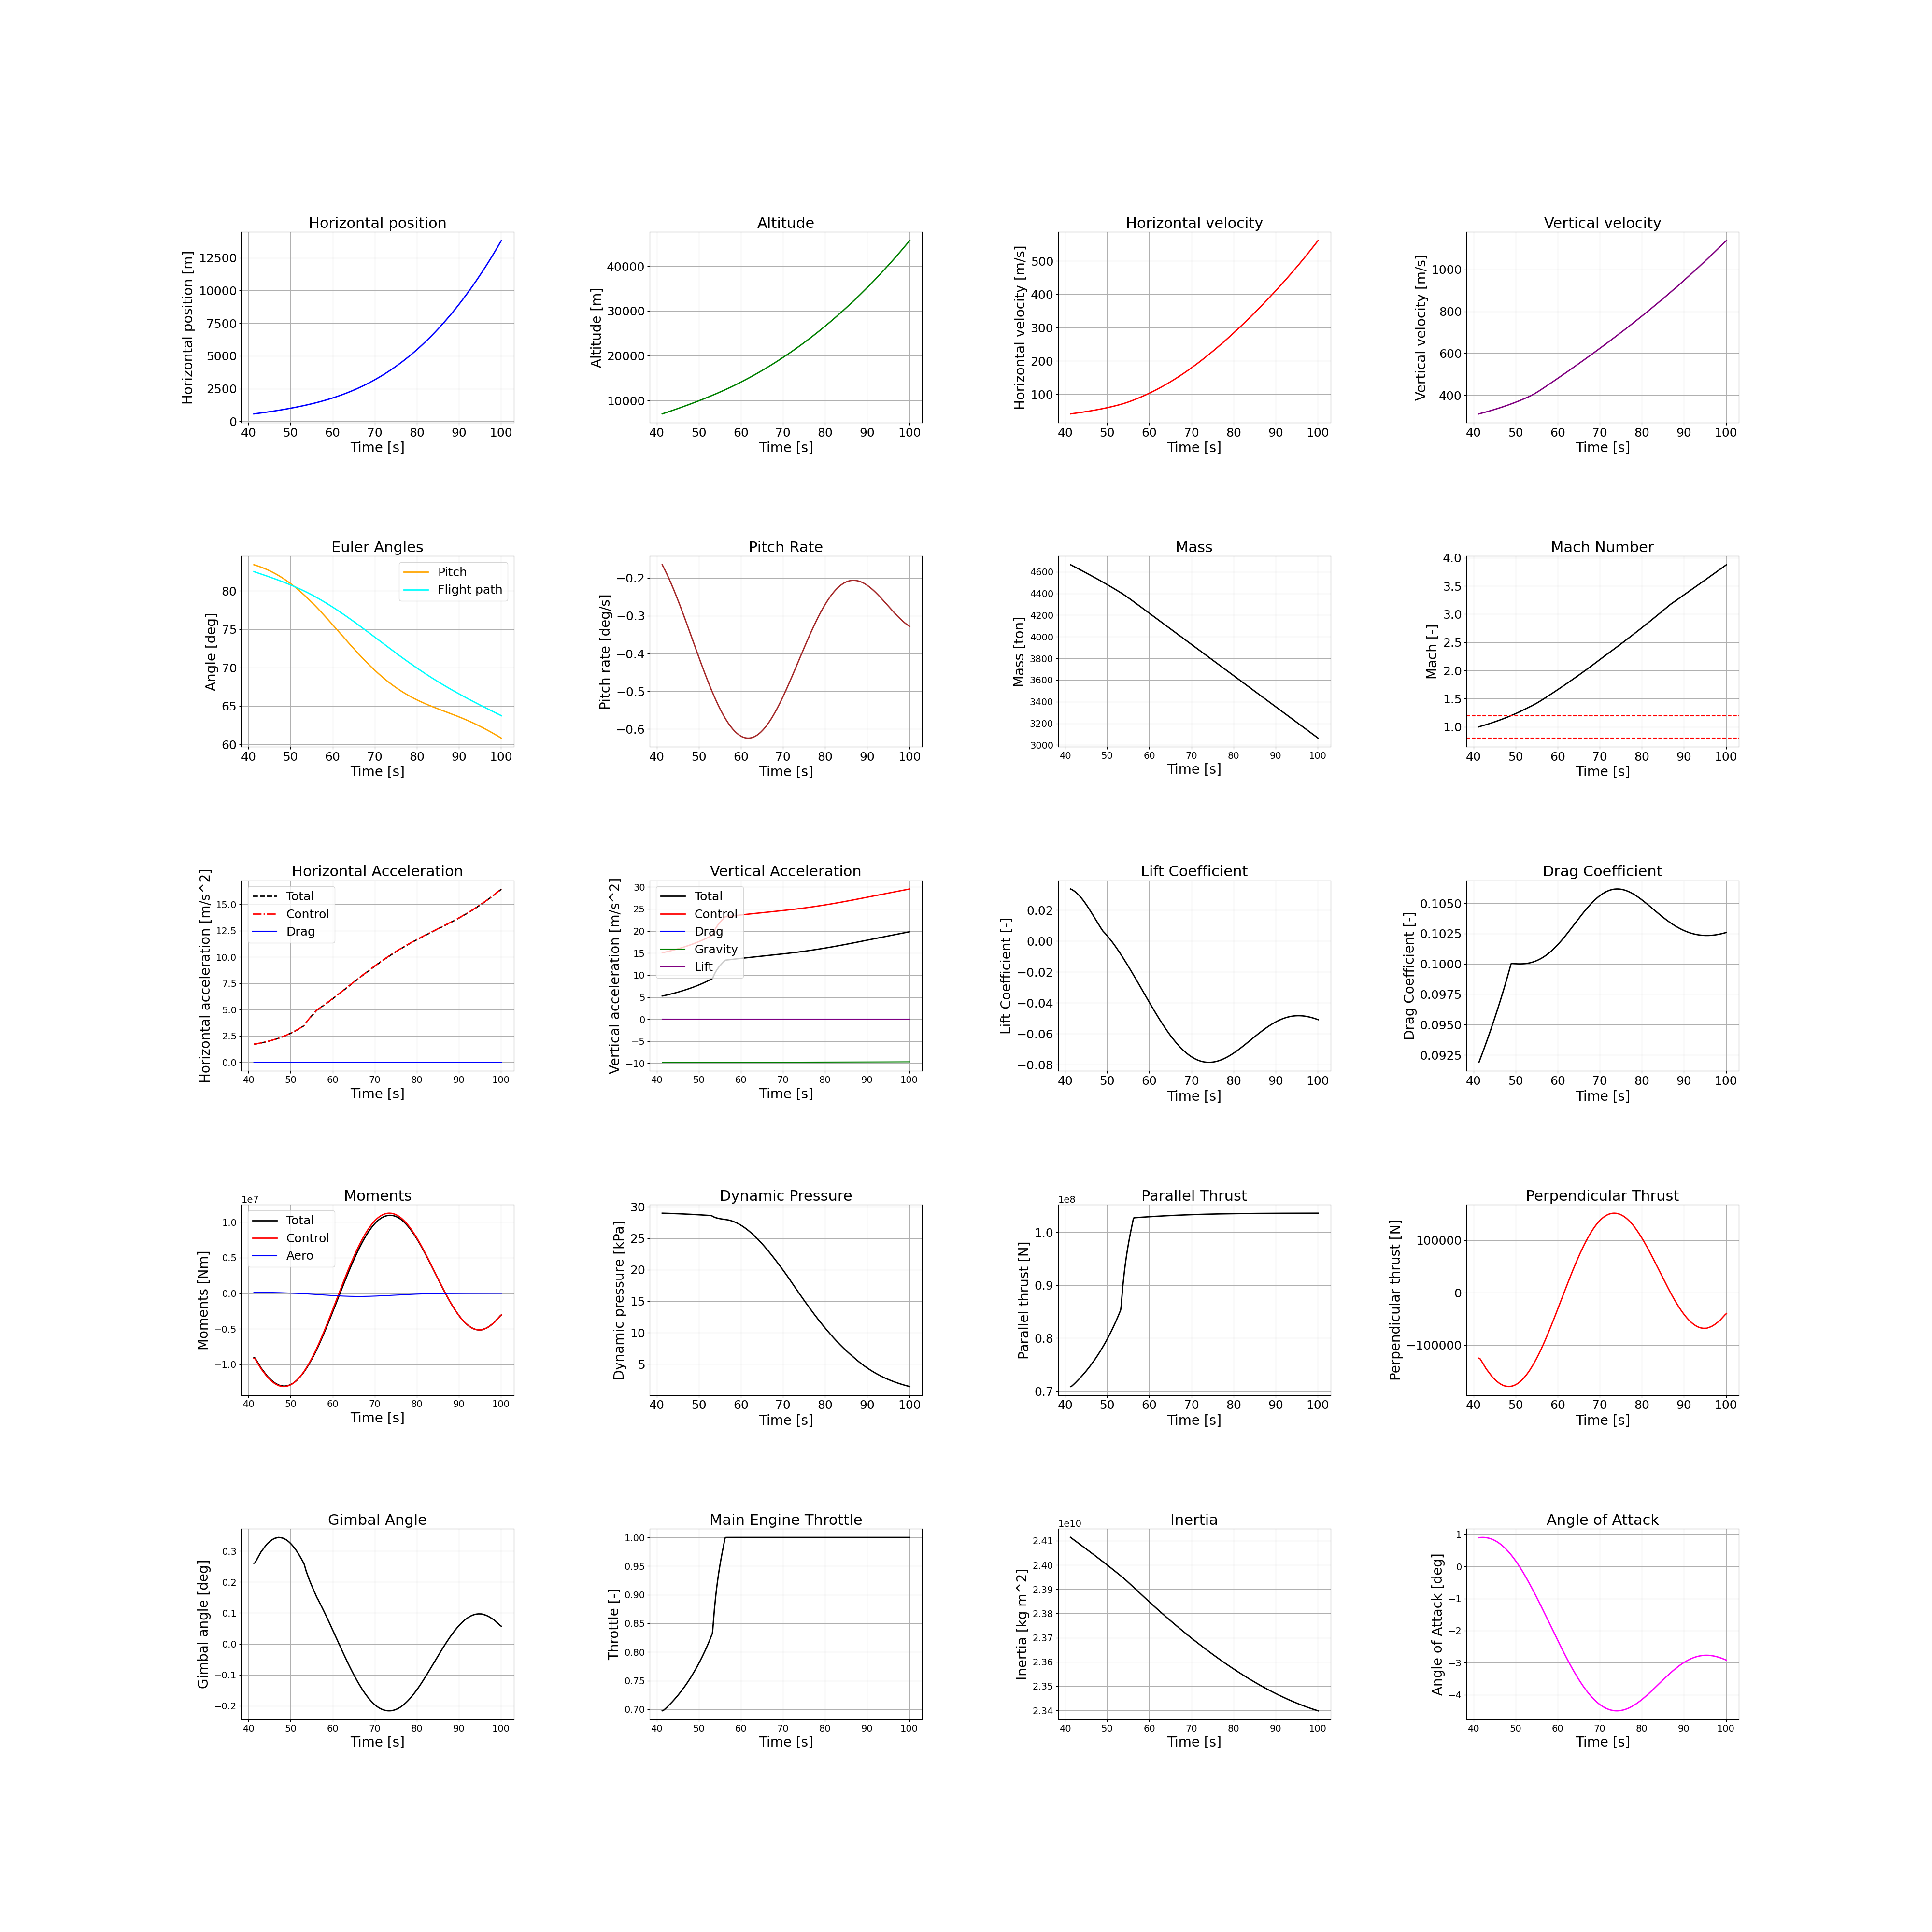 Horizontal position Altitude Horizontal velocity Vertical velocity
Horizontal position [m] 12500 10000 7500 5000 2500 0
Altitude [m] 40000 30000 20000 10000
Horizontal velocity [m/s] 500 400 300 200 100
Vertical velocity [m/s] 1000 800 600 400
40 50 60 70 80 90 100 40 50 60 70 80 90 100 40 50 60 70 80 90 100 40 50 60 70 80 90 100
Time [s] Time [s] Time [s] Time [s]
Euler Angles Pitch Rate Mass Mach Number
Angle [deg] 80 75 70 65 60
Pitch
Flight path
Pitch rate [deg/s] −0.2 −0.3 −0.4 −0.5 −0.6
Mass [ton] 4600 4400 4200 4000 3800 3600 3400 3200 3000
Mach [-] 4.0 3.5 3.0 2.5 2.0 1.5 1.0
40 50 60 70 80 90 100 40 50 60 70 80 90 100 40 50 60 70 80 90 100 40 50 60 70 80 90 100
Time [s] Time [s] Time [s] Time [s]
Horizontal Acceleration Vertical Acceleration Lift Coefficient Drag Coefficient
Horizontal acceleration [m/s^2] 15.0 12.5 10.0 7.5 5.0 2.5 0.0
Total
Control
Drag
Vertical acceleration [m/s^2] 30 25 20 15 10 5 0 −5 −10
Total
Control
Drag
Gravity
Lift
Lift Coefficient [-] 0.02 0.00 −0.02 −0.04 −0.06 −0.08
Drag Coefficient [-] 0.1050 0.1025 0.1000 0.0975 0.0950 0.0925
40 50 60 70 80 90 100 40 50 60 70 80 90 100 40 50 60 70 80 90 100 40 50 60 70 80 90 100
Time [s] Time [s] Time [s] Time [s]
Moments Dynamic Pressure Parallel Thrust Perpendicular Thrust
1e7
Moments [Nm] 1.0 0.5 0.0 −0.5 −1.0
Total
Control
Aero
Dynamic pressure [kPa] 30 25 20 15 10 5
1e8
Parallel thrust [N] 1.0 0.9 0.8 0.7
Perpendicular thrust [N] 100000 0 −100000
40 50 60 70 80 90 100 40 50 60 70 80 90 100 40 50 60 70 80 90 100 40 50 60 70 80 90 100
Time [s] Time [s] Time [s] Time [s]
Gimbal Angle Main Engine Throttle Inertia Angle of Attack
Gimbal angle [deg] 0.3 0.2 0.1 0.0 −0.1 −0.2
Throttle [-] 1.00 0.95 0.90 0.85 0.80 0.75 0.70
1e10
Inertia [kg m^2] 2.41 2.40 2.39 2.38 2.37 2.36 2.35 2.34
Angle of Attack [deg] 1 0 −1 −2 −3 −4
40 50 60 70 80 90 100 40 50 60 70 80 90 100 40 50 60 70 80 90 100 40 50 60 70 80 90 100
Time [s] Time [s] Time [s] Time [s]